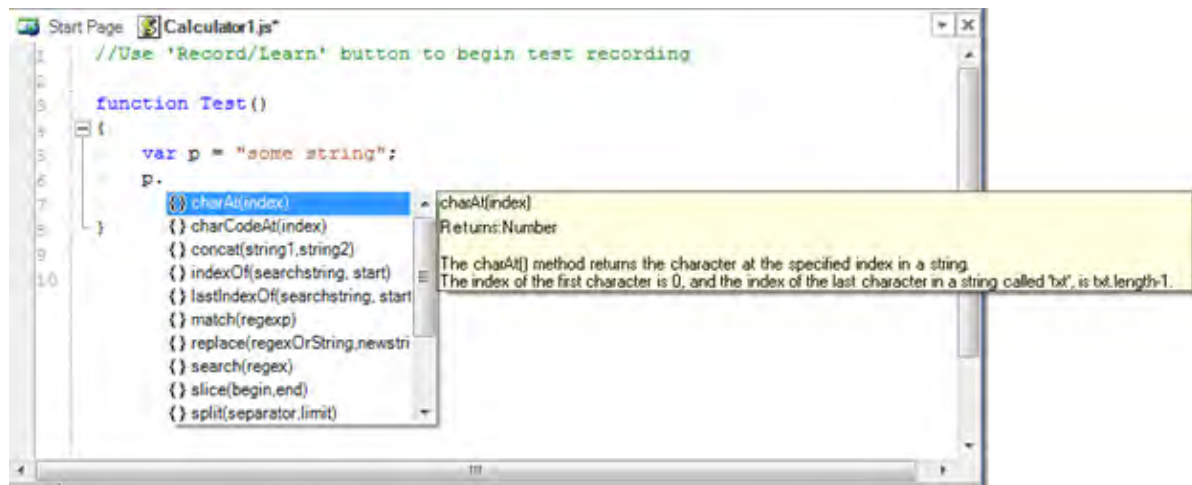 Start Page Calculator1.js*
1 //Use 'Record/Learn' button to begin test recording
2
3 function Test()
4 {
5 var p = "some string";
6 p.
7 {} charAt(index)
8 } {} charCodeAt(index)
{} concat(string1,string2)
9 {} indexOf(searchstring, start)
10 {} lastIndexOf(searchstring, start
{} match(regexp)
{} replace(regexOrString,newstri
{} search(regex)
{} slice(begin,end)
{} split(separator,limit)
charAt(index)
Returns:Number
The charAt() method returns the character at the specified index in a string.
The index of the first character is 0, and the index of the last character in a string called 'txt', is txt.length-1.